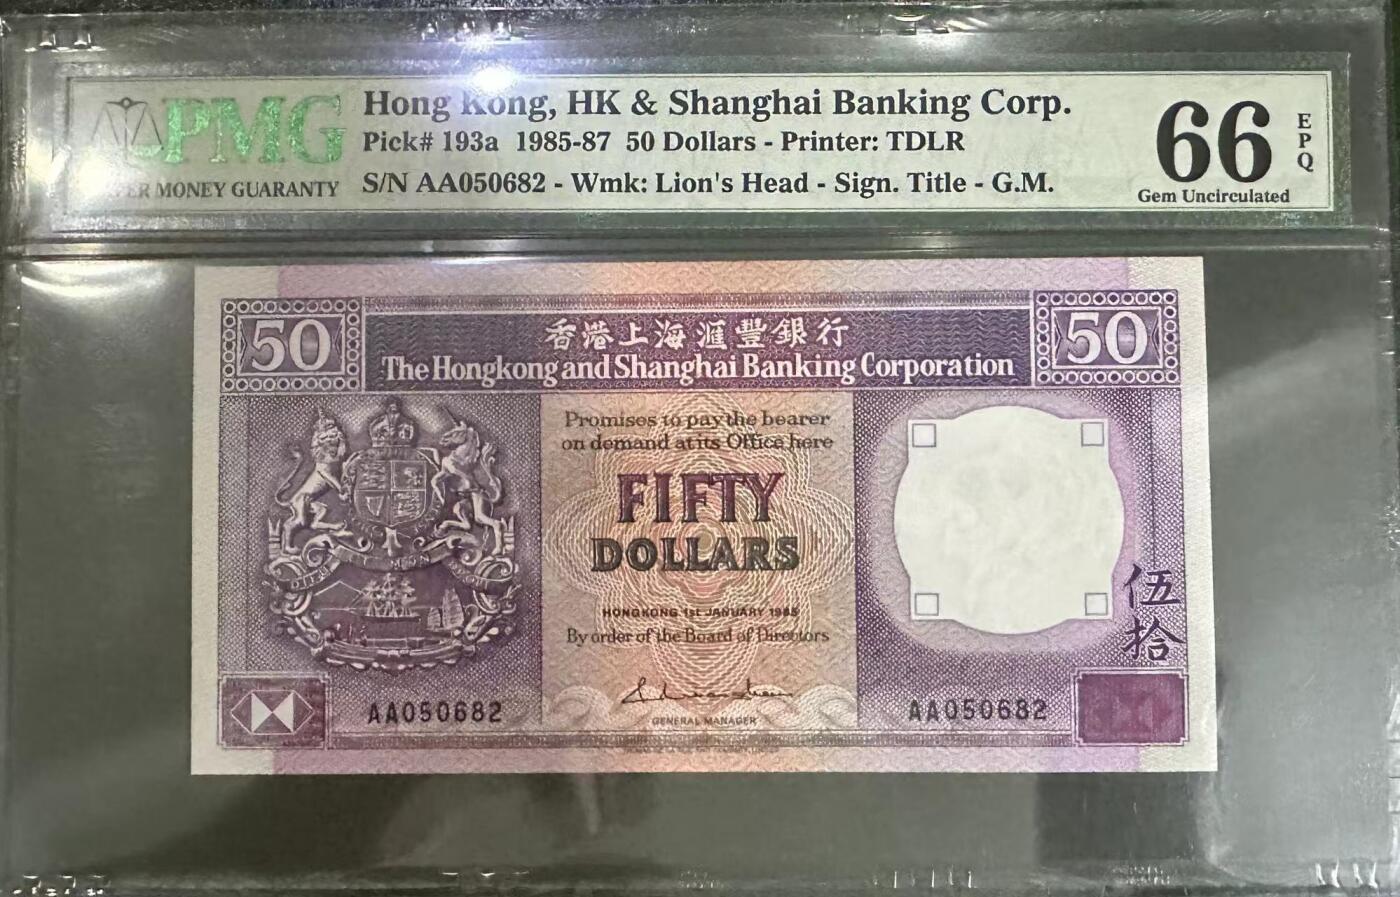 PMG
PAPER MONEY GUARANTY
Hong Kong, HK & Shanghai Banking Corp.
Pick# 193a 1985-87 50 Dollars - Printer: TDLR
S/N AA050682 - Wmk: Lion's Head - Sign. Title - G.M.
66
EPQ
Gem Uncirculated
50
香港上海滙豐銀行
50
The Hongkong and Shanghai Banking Corporation
Promises to pay the bearer
on demand at its Office here
FIFTY
DOLLARS
HONGKONG 1st JANUARY 1985
By order of the Board of Directors
GENERAL MANAGER
伍拾
AA050682
AA050682